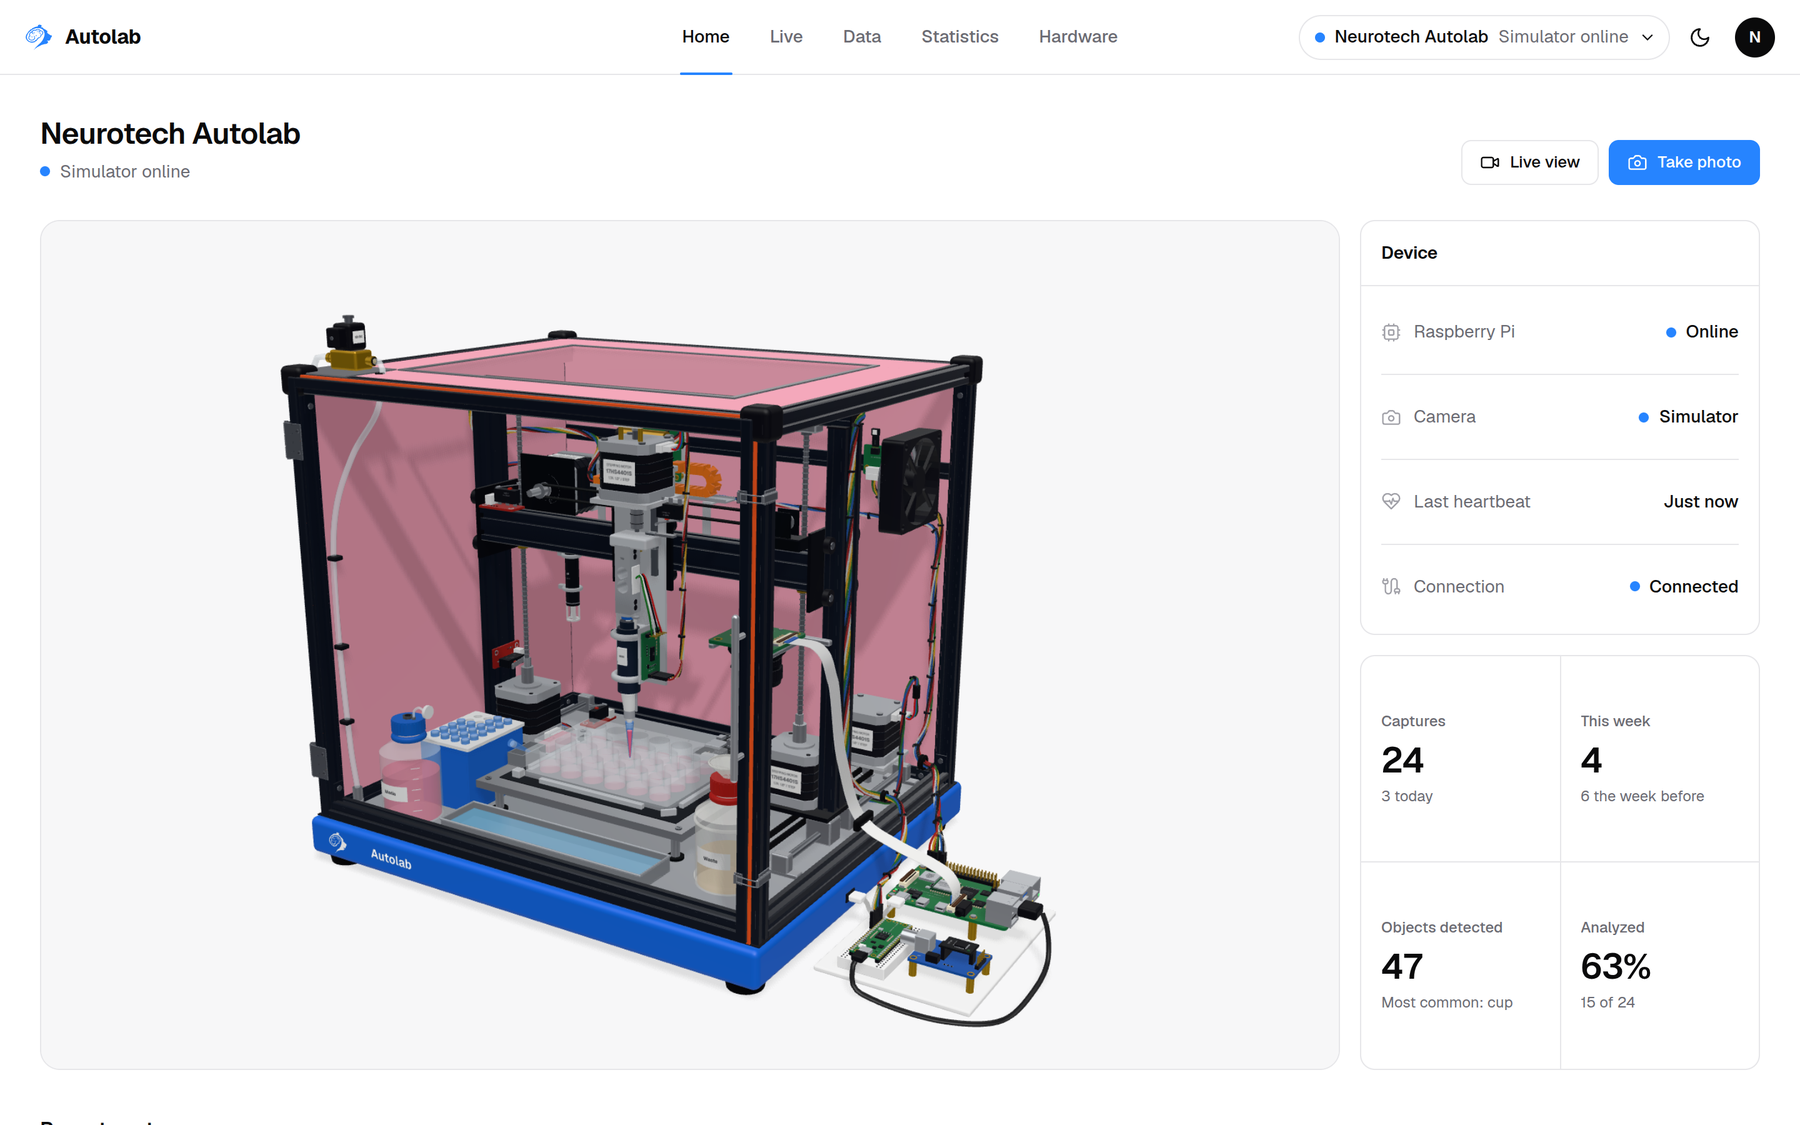 Autolab
Home
Live
Data
Statistics
Hardware
Neurotech Autolab Simulator online
N
Neurotech Autolab
Simulator online
Live view
Take photo
Device
Raspberry Pi
Online
Camera
Simulator
Last heartbeat
Just now
Connection
Connected
Captures
24
3 today
This week
4
6 the week before
Objects detected
47
Most common: cup
Analyzed
63%
15 of 24
17HS4401S
Autolab